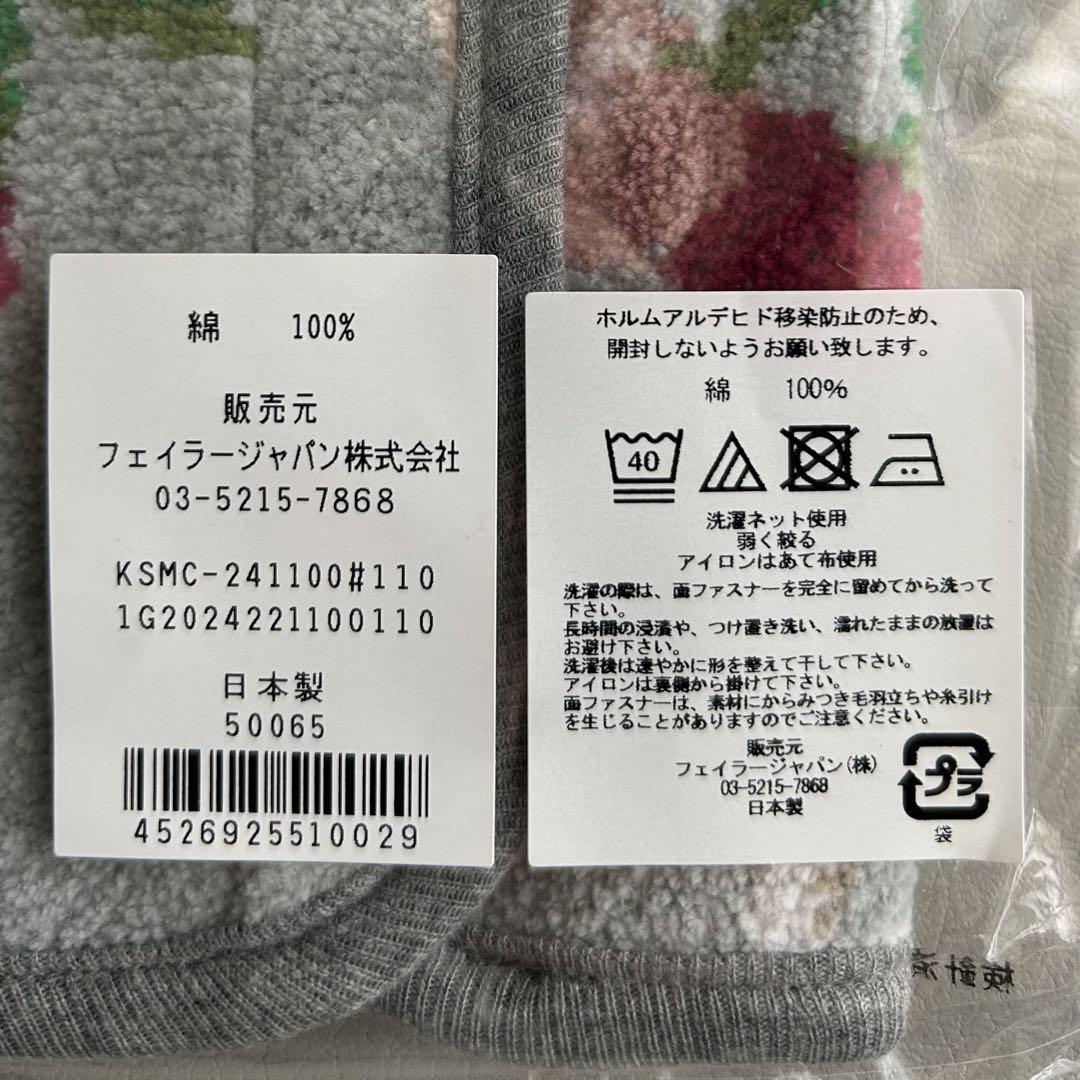 綿 100%
販売元
フェイラージャパン株式会社
03-5215-7868
KSMC-241100#110
1G2024221100110
日本製
50065
4526925510029
ホルムアルデヒド移染防止のため、
開封しないようお願い致します。
綿 100%
40
洗濯ネット使用
弱く絞る
アイロンはあて布使用
洗濯の際は、面ファスナーを完全に留めてから洗って
下さい。
長時間の浸漬や、つけ置き洗い、濡れたままの放置は
お避け下さい。
洗濯後は速やかに形を整えて干して下さい。
アイロンは裏側から掛けて下さい。
面ファスナーは、素材にからみつき毛羽立ちや糸引け
を生じることがありますのでご注意ください。
販売元
フェイラージャパン(株)
03-5215-7868
日本製
プラ
袋